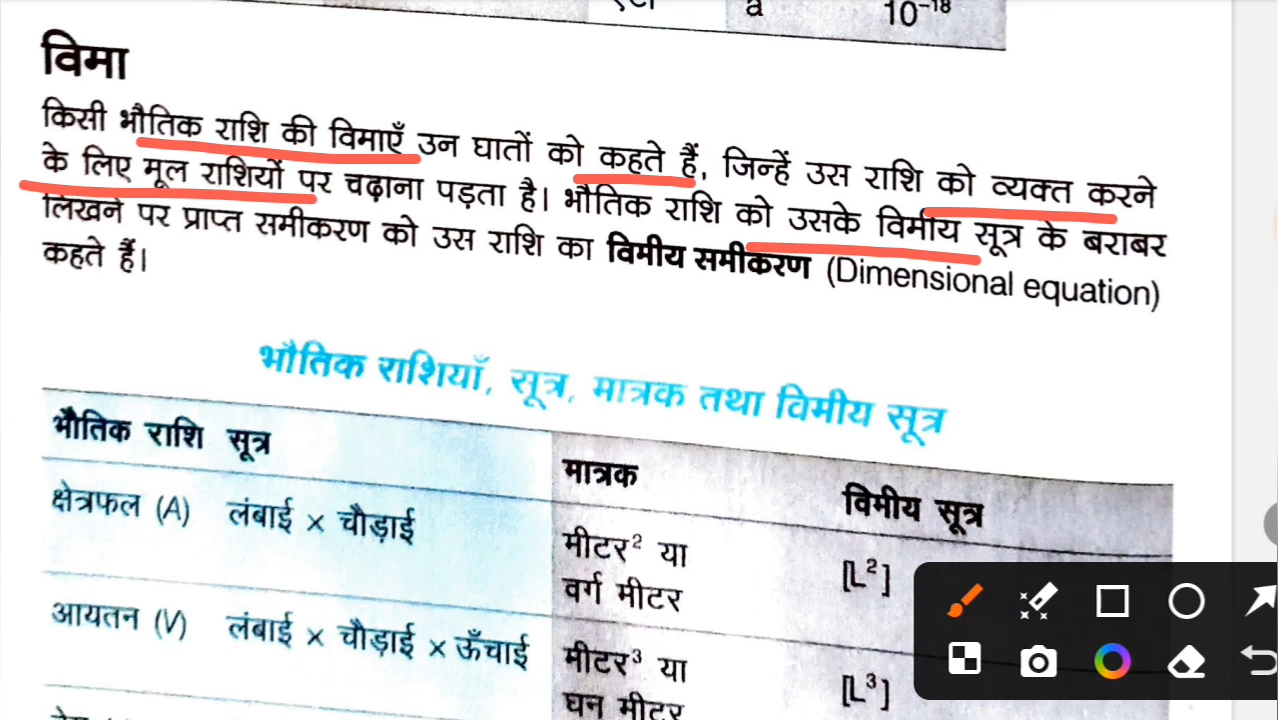 a 10⁻¹⁸
विमा
किसी भौतिक राशि की विमाएँ उन घातों को कहते हैं, जिन्हें उस राशि को व्यक्त करने
के लिए मूल राशियों पर चढ़ाना पड़ता है। भौतिक राशि को उसके विमीय सूत्र के बराबर
लिखने पर प्राप्त समीकरण को उस राशि का विमीय समीकरण (Dimensional equation)
कहते हैं।
भौतिक राशियाँ, सूत्र, मात्रक तथा विमीय सूत्र
भौतिक राशि सूत्र मात्रक विमीय सूत्र
क्षेत्रफल (A) लंबाई × चौड़ाई मीटर² या [L²]
वर्ग मीटर
आयतन (V) लंबाई × चौड़ाई × ऊँचाई मीटर³ या [L³]
घन मीटर